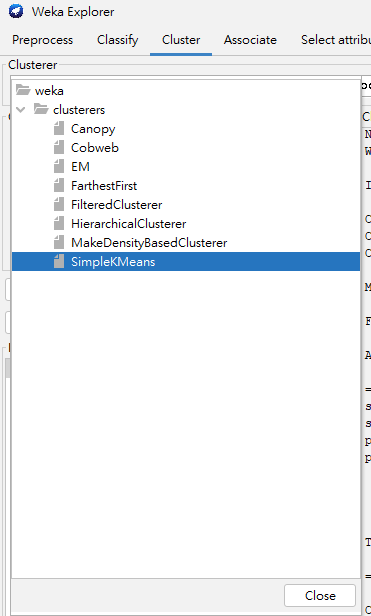 Weka Explorer
Preprocess Classify Cluster Associate Select attribu
Clusterer
weka
clusterers
Canopy
Cobweb
EM
FarthestFirst
FilteredClusterer
HierarchicalClusterer
MakeDensityBasedClusterer
SimpleKMeans
Close